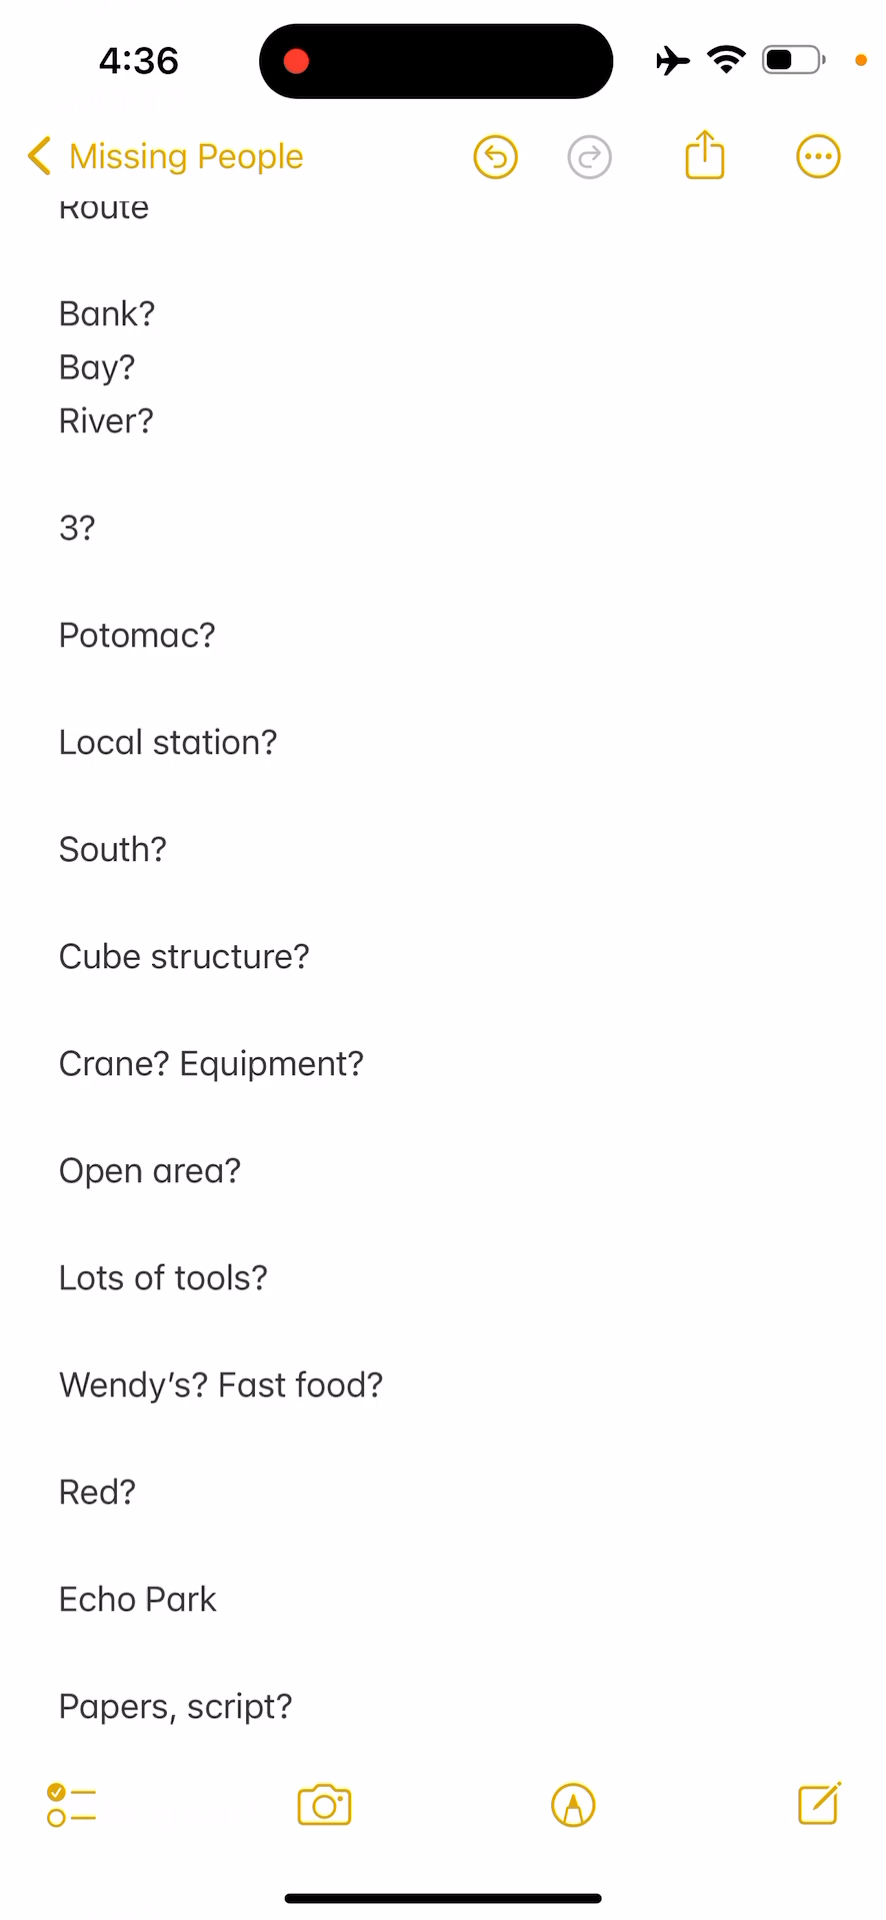 4:36
Missing People
Route
Bank?
Bay?
River?
3?
Potomac?
Local station?
South?
Cube structure?
Crane? Equipment?
Open area?
Lots of tools?
Wendy’s? Fast food?
Red?
Echo Park
Papers, script?